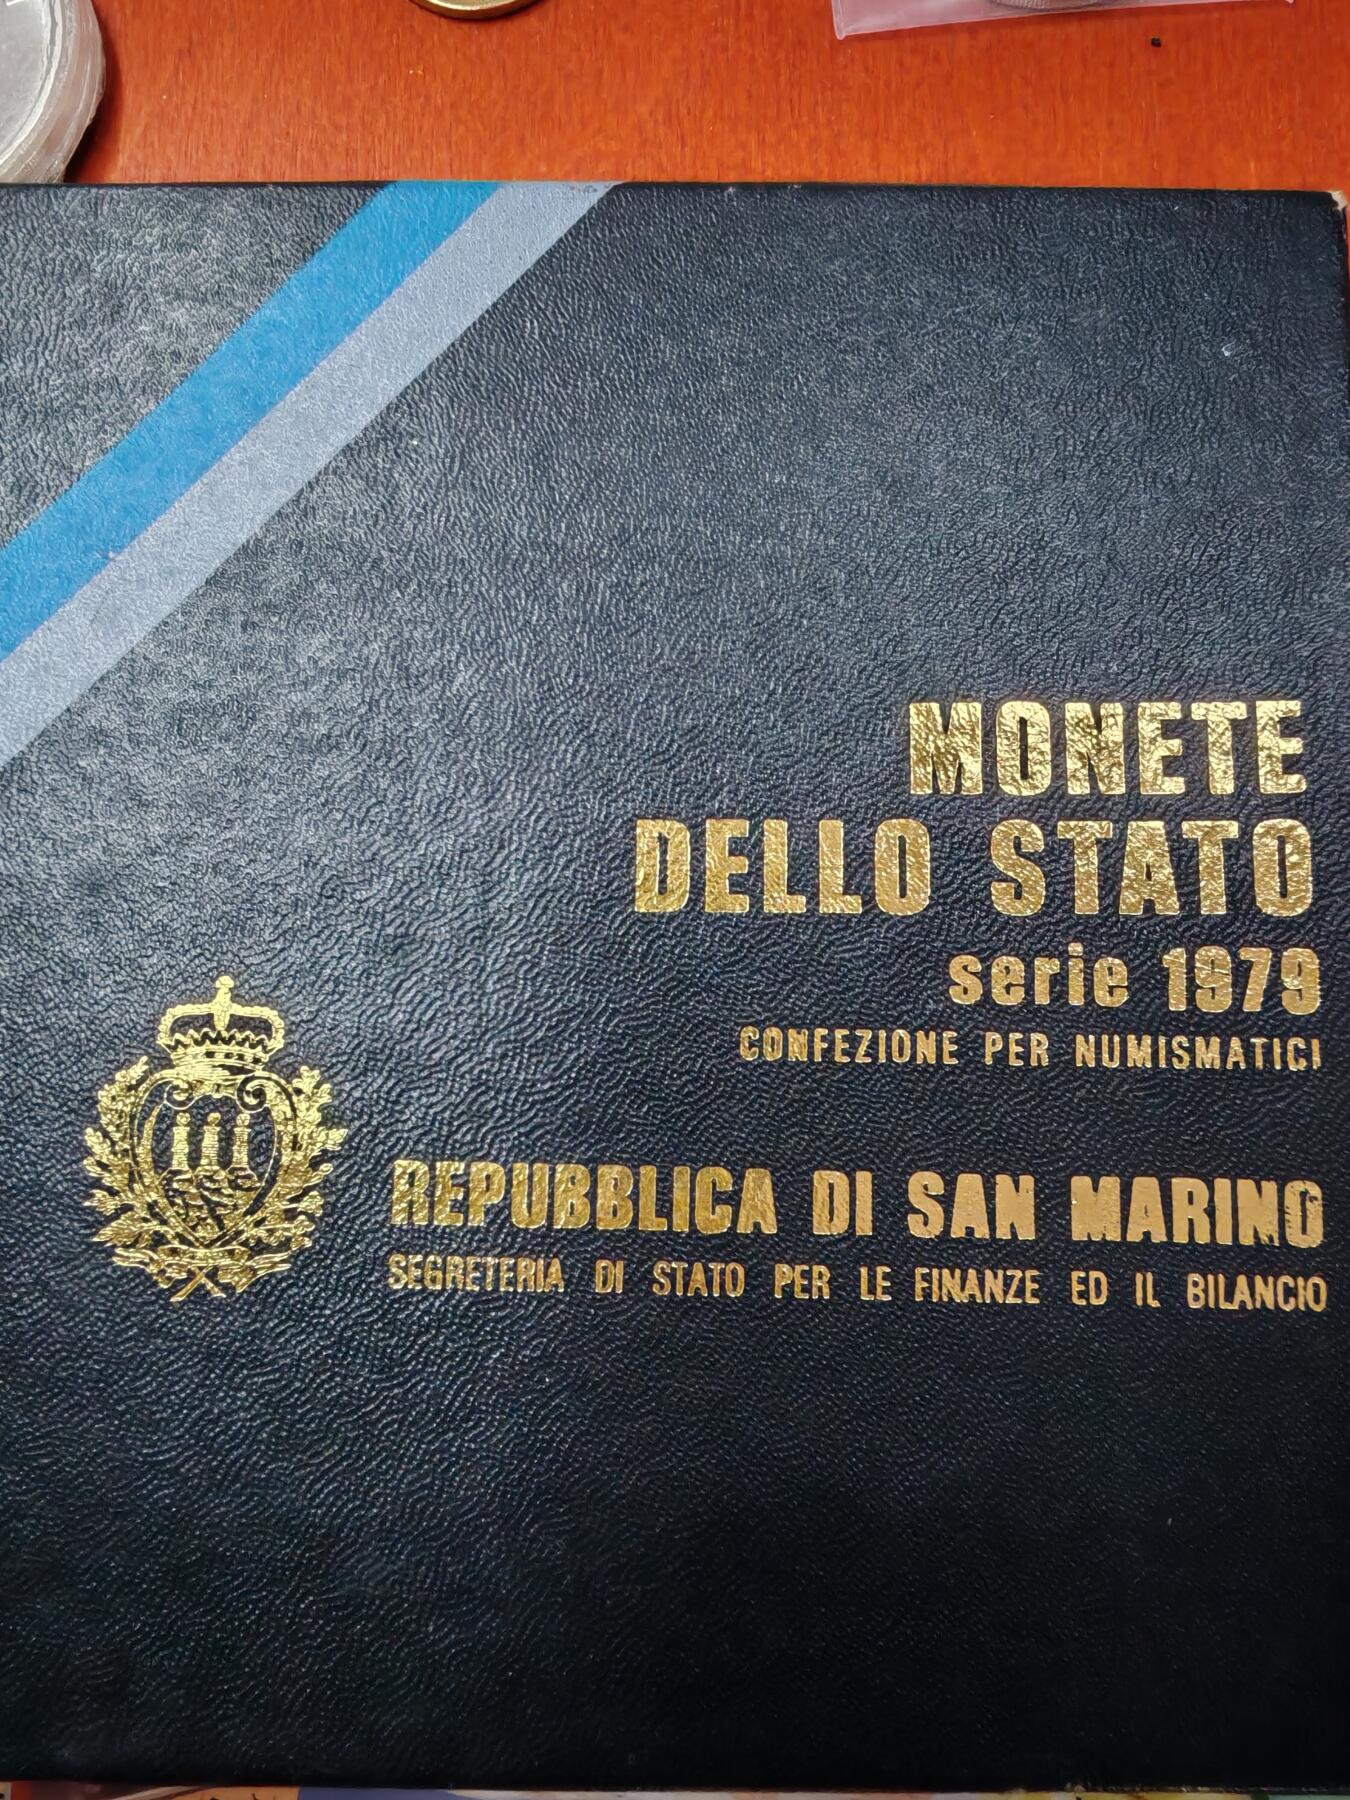 MONETE
DELLO STATO
serie 1979
CONFEZIONE PER NUMISMATICI
REPUBBLICA DI SAN MARINO
SEGRETERIA DI STATO PER LE FINANZE ED IL BILANCIO